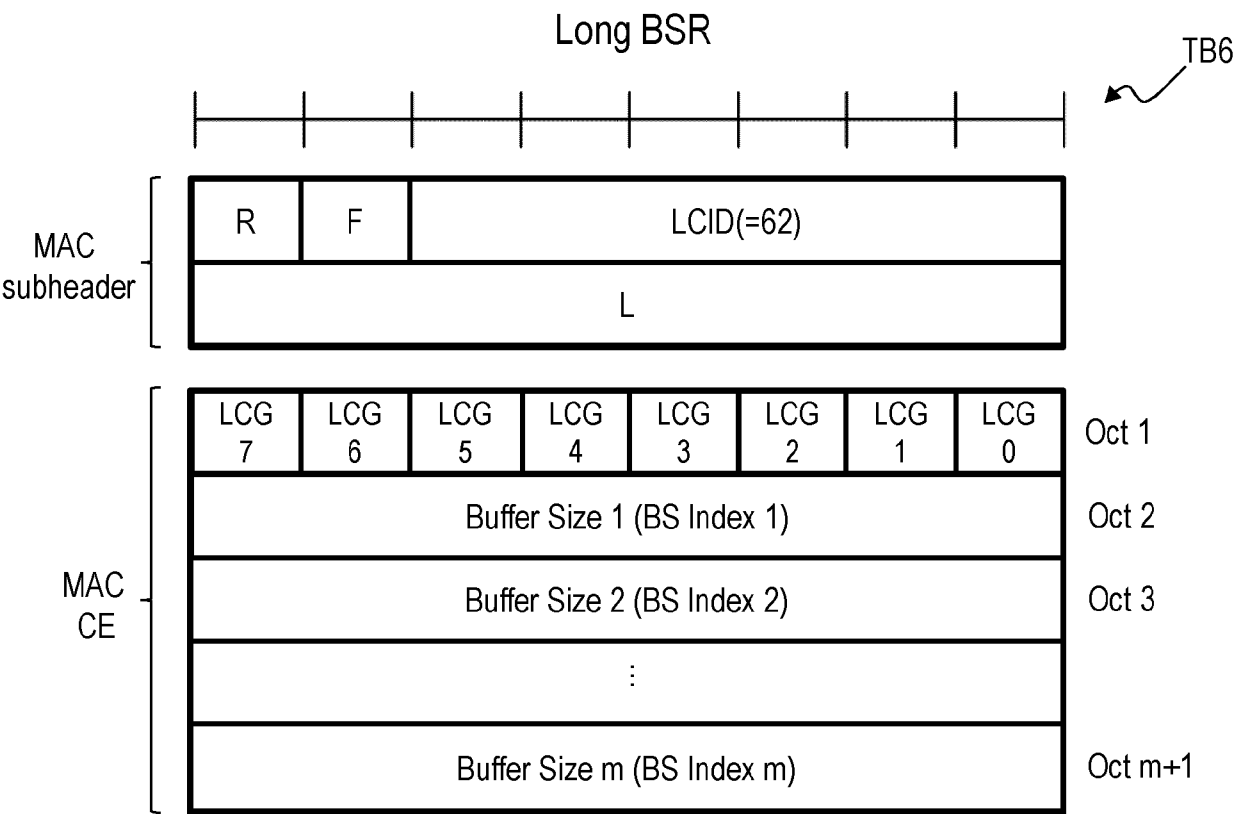 Long BSR
TB6
R F LCID(=62)
MAC
subheader
L
LCG LCG LCG LCG LCG LCG LCG LCG
7 6 5 4 3 2 1 0
Oct 1
Buffer Size 1 (BS Index 1)
Oct 2
MAC
CE
Buffer Size 2 (BS Index 2)
Oct 3
⋮
Buffer Size m (BS Index m)
Oct m+1